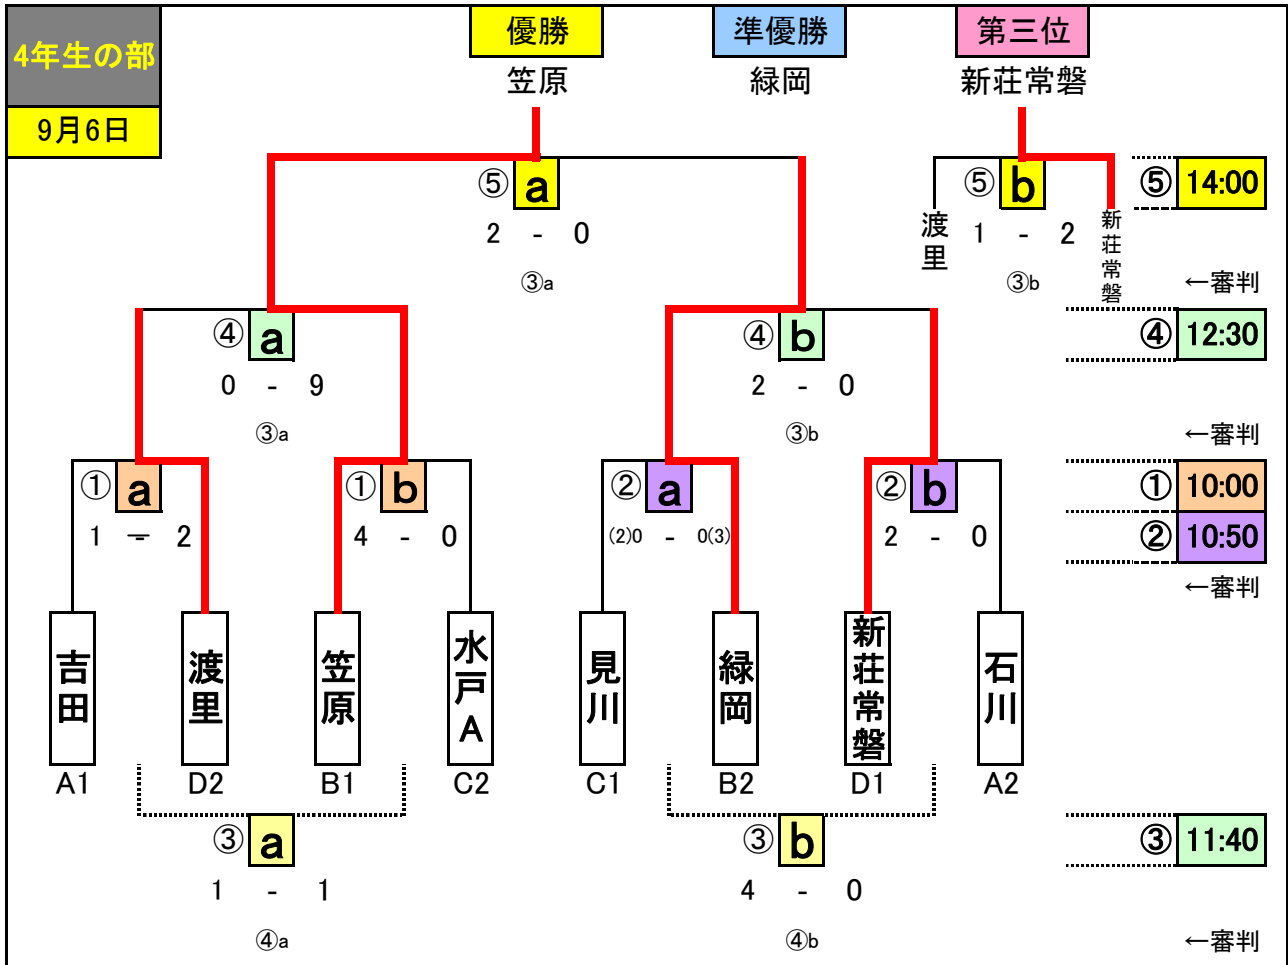 4年生の部
9月6日
優勝 準優勝 第三位
笠原 緑岡 新荘常磐
⑤ a ⑤ b ⑤ 14:00
2 - 0 渡里 1 - 2 新荘常磐
③a ③b ←審判
④ a ④ b ④ 12:30
0 - 9 2 - 0
③a ③b ←審判
① a ① b ② a ② b ① 10:00
1 - 2 4 - 0 (2)0 - 0(3) 2 - 0 ② 10:50
←審判
吉田 渡里 笠原 水戸A 見川 緑岡 新荘常磐 石川
A1 D2 B1 C2 C1 B2 D1 A2
③ a ③ b ③ 11:40
1 - 1 4 - 0
④a ④b ←審判